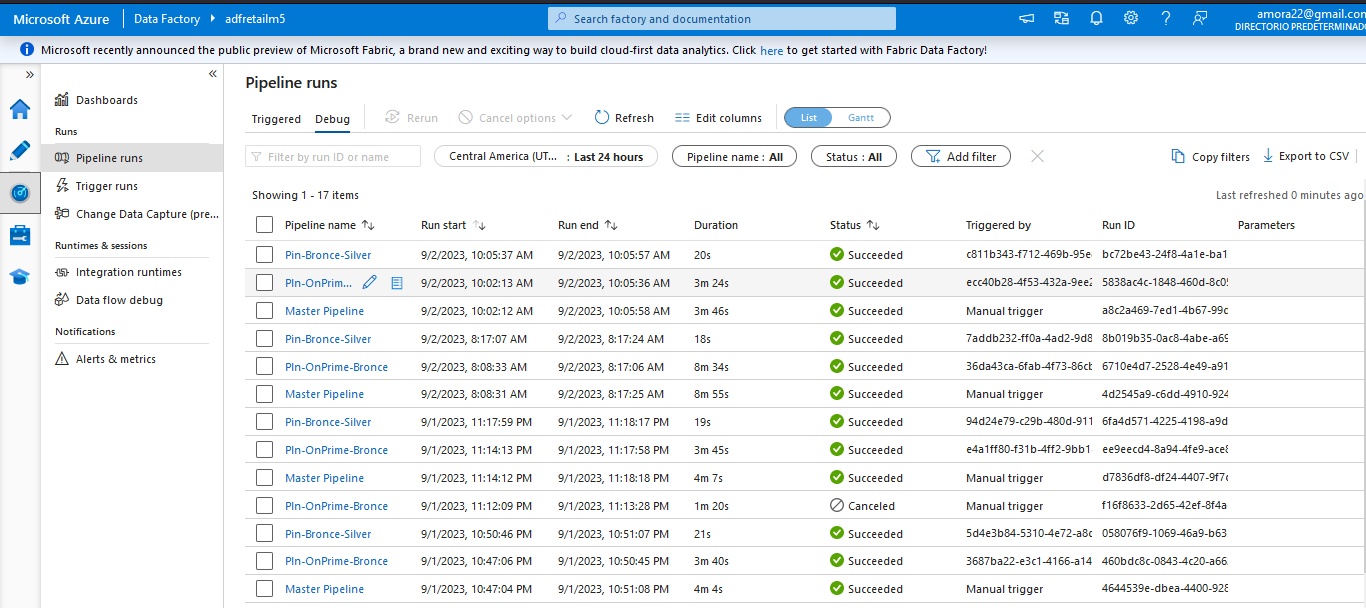 Microsoft Azure Data Factory adfretailm5 Search factory and documentation amora22@gmail.com
DIRECTORIO PREDETERMINADO
Microsoft recently announced the public preview of Microsoft Fabric, a brand new and exciting way to build cloud-first data analytics. Click here to get started with Fabric Data Factory!
Dashboards
Runs
Pipeline runs
Trigger runs
Change Data Capture (pre...
Runtimes & sessions
Integration runtimes
Data flow debug
Notifications
Alerts & metrics
Pipeline runs
Triggered Debug Rerun Cancel options Refresh Edit columns List Gantt
Filter by run ID or name Central America (UT... : Last 24 hours Pipeline name : All Status : All Add filter Copy filters Export to CSV
Showing 1 - 17 items Last refreshed 0 minutes ago
Pipeline name Run start Run end Duration Status Triggered by Run ID Parameters
Pin-Bronce-Silver 9/2/2023, 10:05:37 AM 9/2/2023, 10:05:57 AM 20s Succeeded c811b343-f712-469b-95e bc72be43-24f8-4a1e-ba1
PIn-OnPrim... 9/2/2023, 10:02:13 AM 9/2/2023, 10:05:36 AM 3m 24s Succeeded ecc40b28-4f53-432a-9ee2 5838ac4c-1848-460d-8c05
Master Pipeline 9/2/2023, 10:02:12 AM 9/2/2023, 10:05:58 AM 3m 46s Succeeded Manual trigger a8c2a469-7ed1-4b67-99c
Pin-Bronce-Silver 9/2/2023, 8:17:07 AM 9/2/2023, 8:17:24 AM 18s Succeeded 7addb232-ff0a-4ad2-9d8 8b019b35-0ac8-4abe-a69
PIn-OnPrime-Bronce 9/2/2023, 8:08:33 AM 9/2/2023, 8:17:06 AM 8m 34s Succeeded 36da43ca-6fab-4f73-86cb 6710e4d7-2528-4e49-a91
Master Pipeline 9/2/2023, 8:08:31 AM 9/2/2023, 8:17:25 AM 8m 55s Succeeded Manual trigger 4d2545a9-c6dd-4910-924
Pin-Bronce-Silver 9/1/2023, 11:17:59 PM 9/1/2023, 11:18:17 PM 19s Succeeded 94d24e79-c29b-480d-911 6fa4d571-4225-4198-a9d
PIn-OnPrime-Bronce 9/1/2023, 11:14:13 PM 9/1/2023, 11:17:58 PM 3m 45s Succeeded e4a1ff80-f31b-4ff2-9bb1 ee9eecd4-8a94-4fe9-ace8
Master Pipeline 9/1/2023, 11:14:12 PM 9/1/2023, 11:18:18 PM 4m 7s Succeeded Manual trigger d7836df8-df24-4407-9f7c
PIn-OnPrime-Bronce 9/1/2023, 11:12:09 PM 9/1/2023, 11:13:28 PM 1m 20s Canceled Manual trigger f16f8633-2d65-42ef-8f4a
Pin-Bronce-Silver 9/1/2023, 10:50:46 PM 9/1/2023, 10:51:07 PM 21s Succeeded 5d4e3b84-5310-4e72-a8c 058076f9-1069-46a9-b63
PIn-OnPrime-Bronce 9/1/2023, 10:47:06 PM 9/1/2023, 10:50:45 PM 3m 40s Succeeded 3687ba22-e3c1-4166-a14 460bdc8c-0843-4c20-a66
Master Pipeline 9/1/2023, 10:47:04 PM 9/1/2023, 10:51:08 PM 4m 4s Succeeded Manual trigger 4644539e-dbea-4400-928